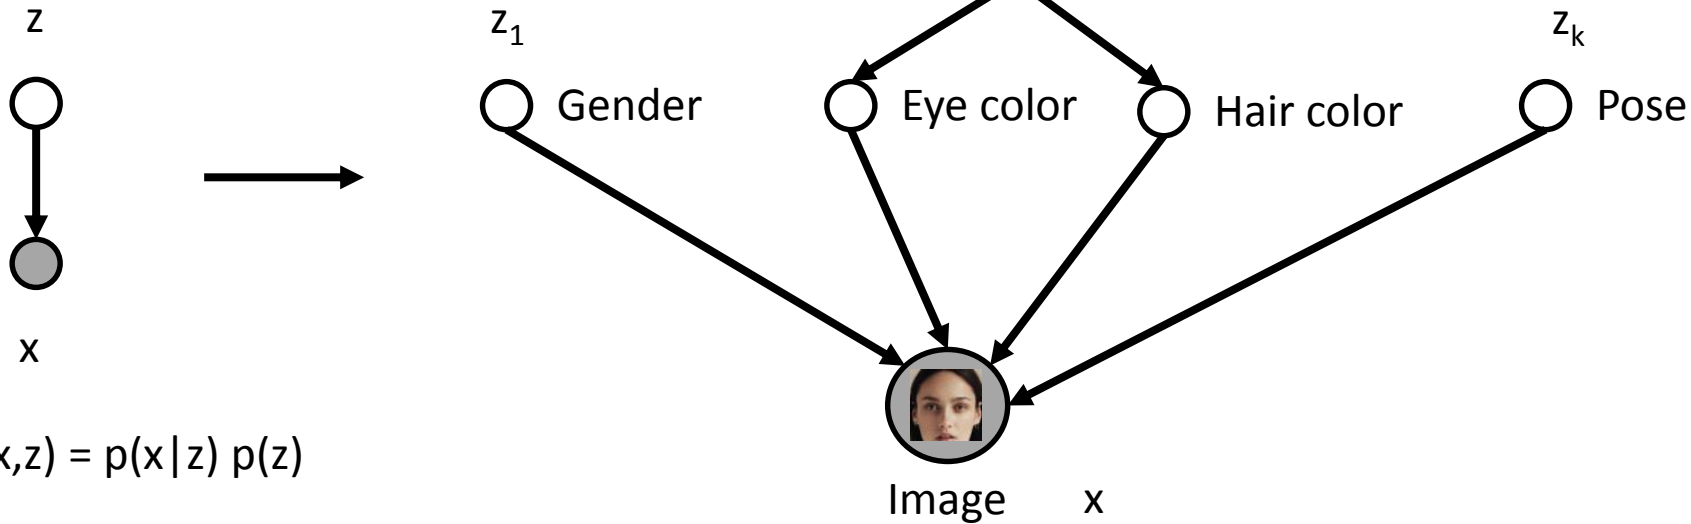 z
z₁
zₖ
Gender
Eye color
Hair color
Pose
x
x,z) = p(x|z) p(z)
Image x